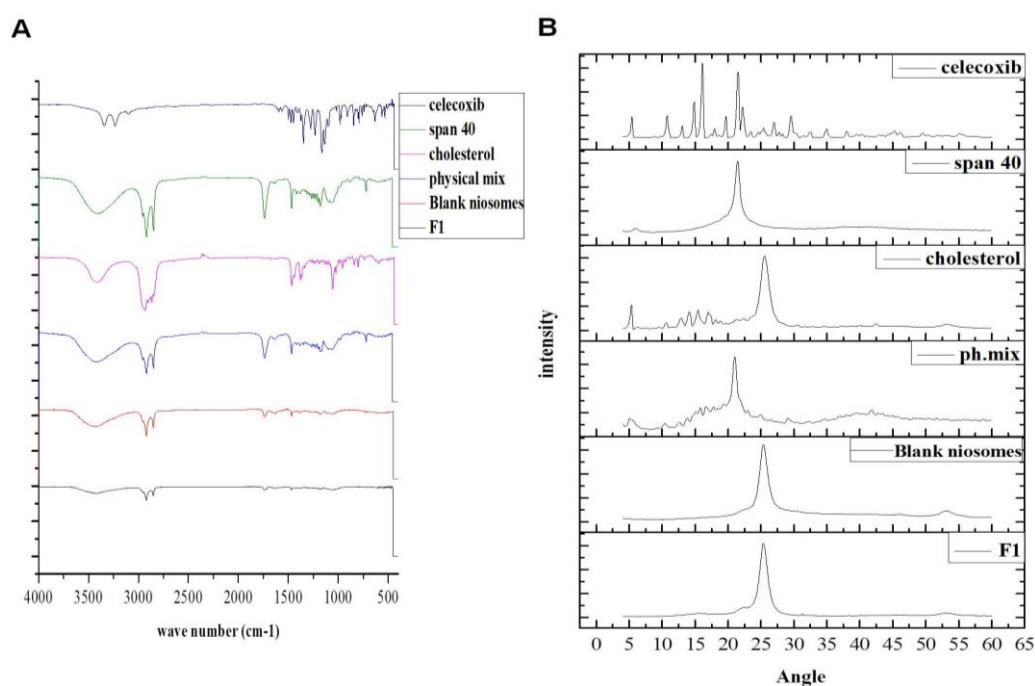 A
celecoxib
span 40
cholesterol
physical mix
Blank niosomes
F1
4000 3500 3000 2500 2000 1500 1000 500
wave number (cm-1)
B
celecoxib
span 40
cholesterol
ph.mix
Blank niosomes
F1
intensity
0 5 10 15 20 25 30 35 40 45 50 55 60 65
Angle